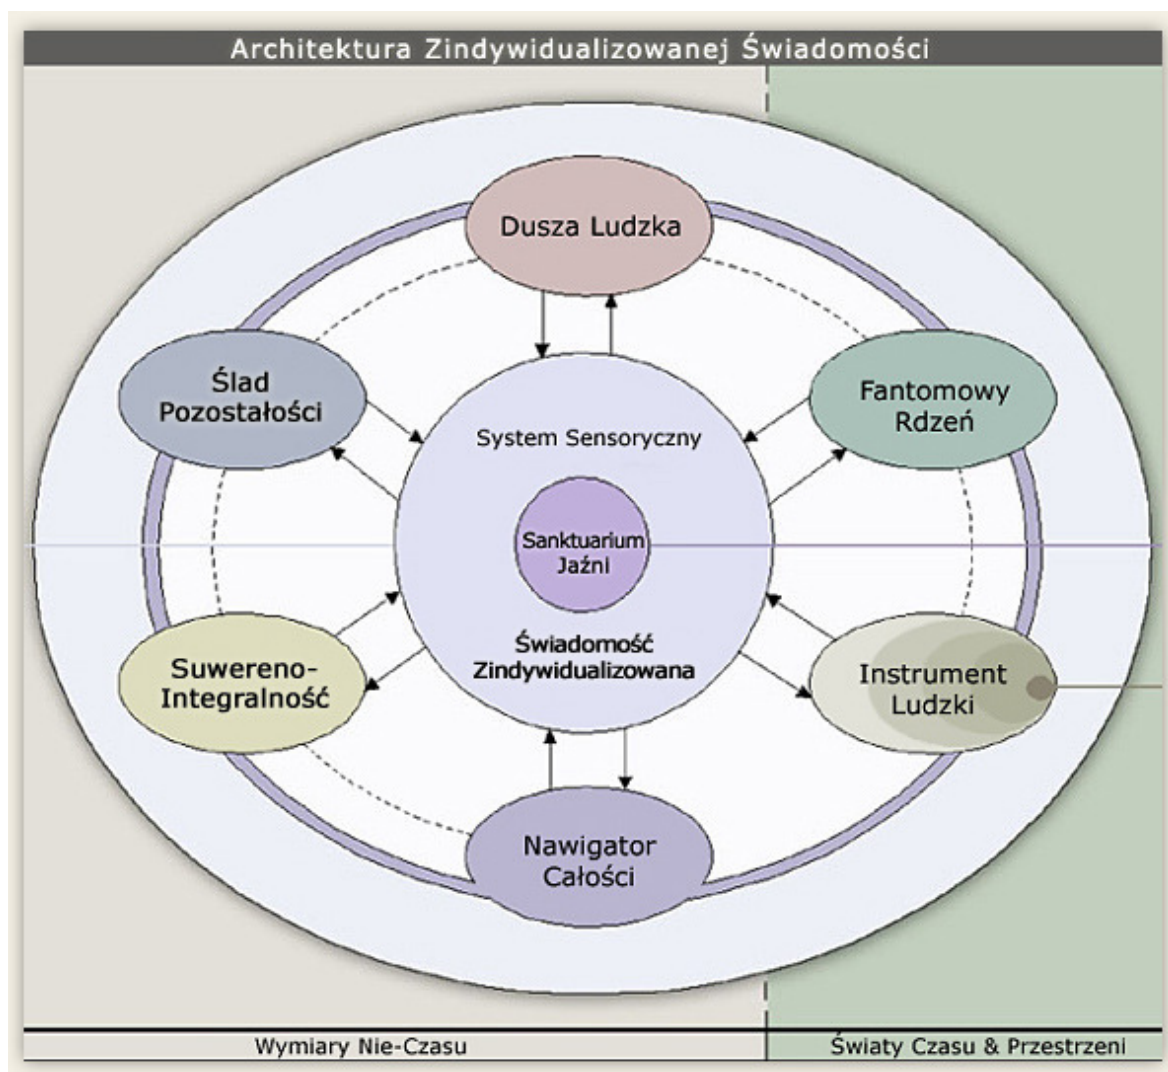 Architektura Zindywidualizowanej Świadomości
Dusza Ludzka
Ślad
Pozostałości
Fantomowy
Rdzeń
System Sensoryczny
Sanktuarium
Jaźni
Świadomość
Zindywidualizowana
Suwereno-
Integralność
Instrument
Ludzki
Nawigator
Całości
Wymiary Nie-Czasu
Światy Czasu & Przestrzeni